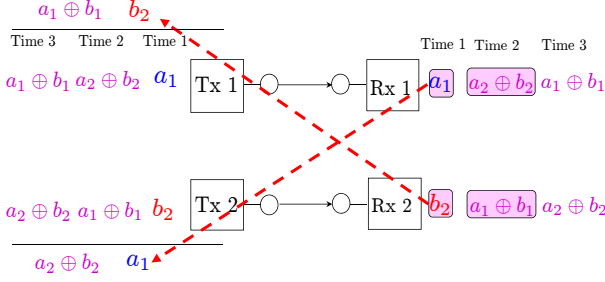 a₁ ⊕ b₁ b₂
Time 3 Time 2 Time 1
Time 1 Time 2 Time 3
a₁ ⊕ b₁ a₂ ⊕ b₂ a₁ Tx 1 Rx 1 a₁ a₂ ⊕ b₂ a₁ ⊕ b₁
a₂ ⊕ b₂ a₁ ⊕ b₁ b₂ Tx 2 Rx 2 b₂ a₁ ⊕ b₁ a₂ ⊕ b₂
a₂ ⊕ b₂ a₁